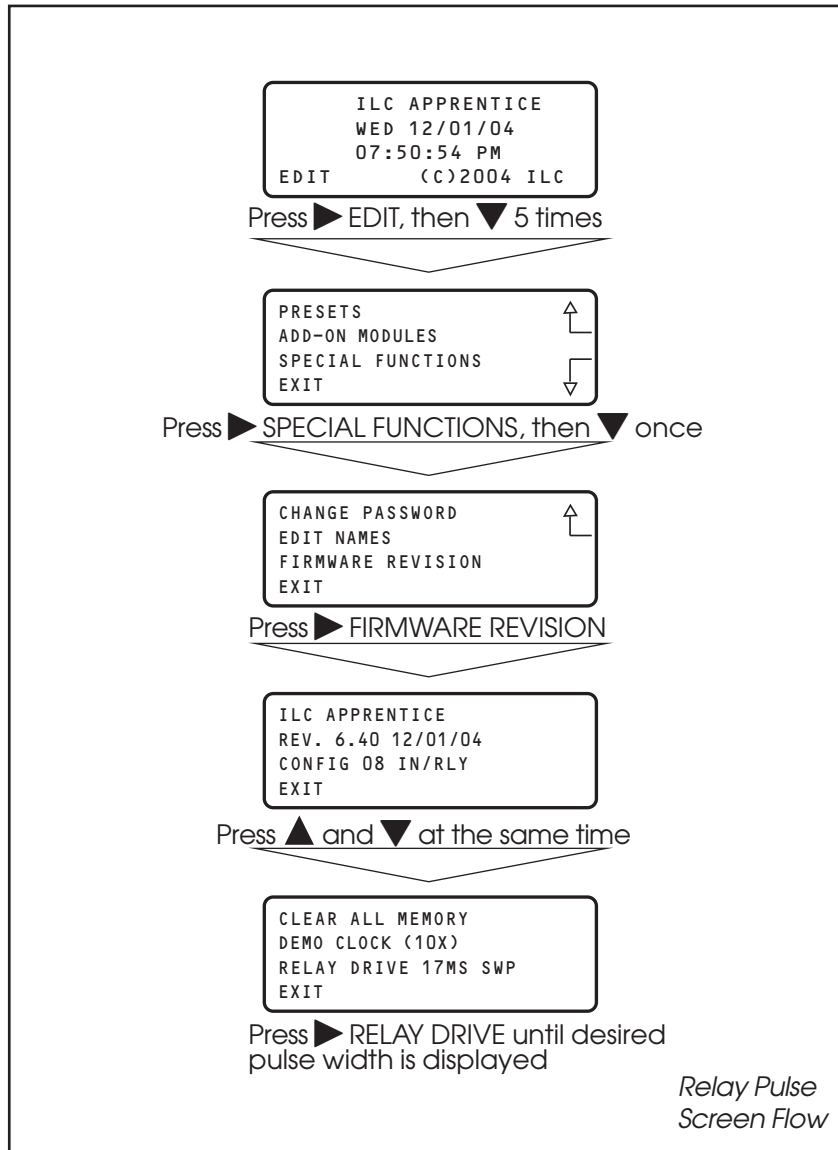 ILC APPRENTICE
WED 12/01/04
07:50:54 PM
EDIT (C)2004 ILC
Press ▶ EDIT, then ▼ 5 times
PRESETS
ADD-ON MODULES
SPECIAL FUNCTIONS
EXIT
Press ▶ SPECIAL FUNCTIONS, then ▼ once
CHANGE PASSWORD
EDIT NAMES
FIRMWARE REVISION
EXIT
Press ▶ FIRMWARE REVISION
ILC APPRENTICE
REV. 6.40 12/01/04
CONFIG 08 IN/RLY
EXIT
Press ▲ and ▼ at the same time
CLEAR ALL MEMORY
DEMO CLOCK (10X)
RELAY DRIVE 17MS SWP
EXIT
Press ▶ RELAY DRIVE until desired
pulse width is displayed
Relay Pulse
Screen Flow